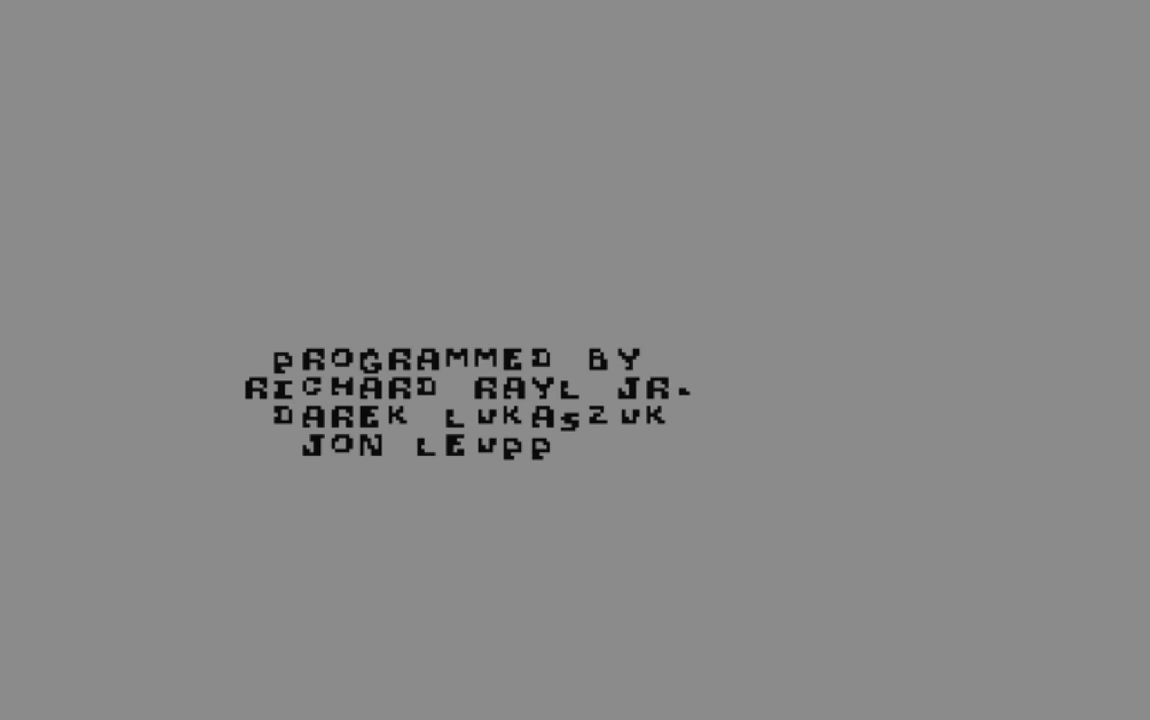 PROGRAMMED BY
RICHARD RAYL JR.
DAREK LUKASZUK
JON LEUPP